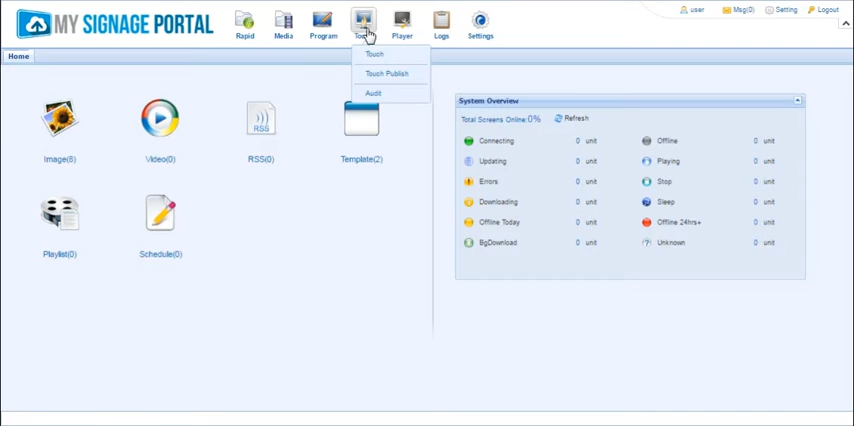 MY SIGNAGE PORTAL
user Msg(0) Setting Logout
Rapid Media Program Player Logs Settings
Home
Touch
Touch Publish
Audit
Image(8) Video(0) RSS(0) Template(2)
RSS
Playlist(0) Schedule(0)
System Overview
Total Screens Online:0% Refresh
Connecting 0 unit Offline 0 unit
Updating 0 unit Playing 0 unit
Errors 0 unit Stop 0 unit
Downloading 0 unit Sleep 0 unit
Offline Today 0 unit Offline 24hrs+ 0 unit
BgDownload 0 unit Unknown 0 unit